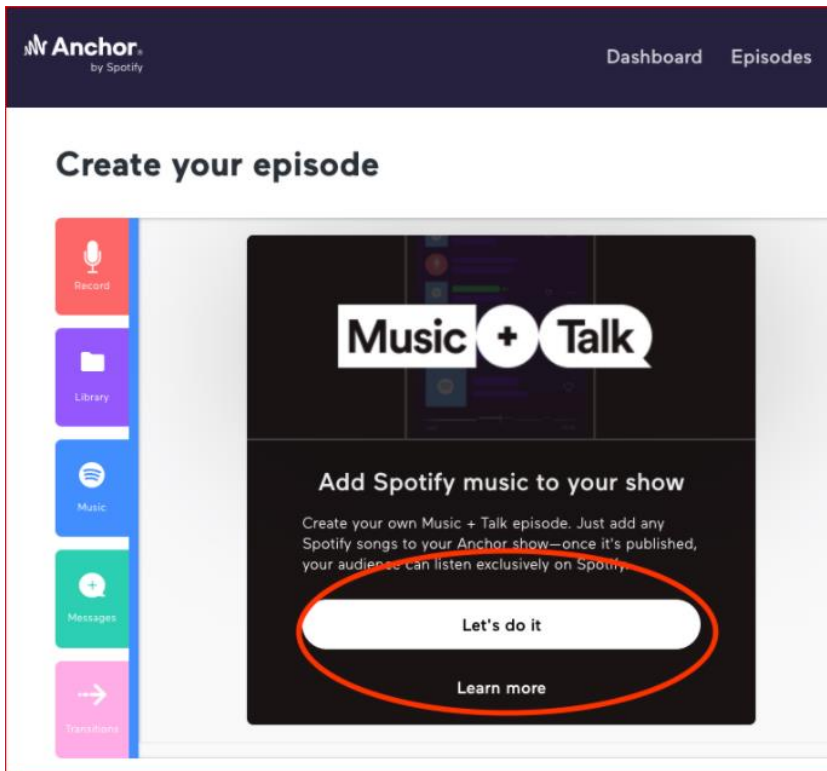 Anchor
by Spotify
Dashboard Episodes
Create your episode
Record
Library
Music
Messages
Transitions
Music + Talk
Add Spotify music to your show
Create your own Music + Talk episode. Just add any
Spotify songs to your Anchor show—once it's published,
your audience can listen exclusively on Spotify.
Let's do it
Learn more